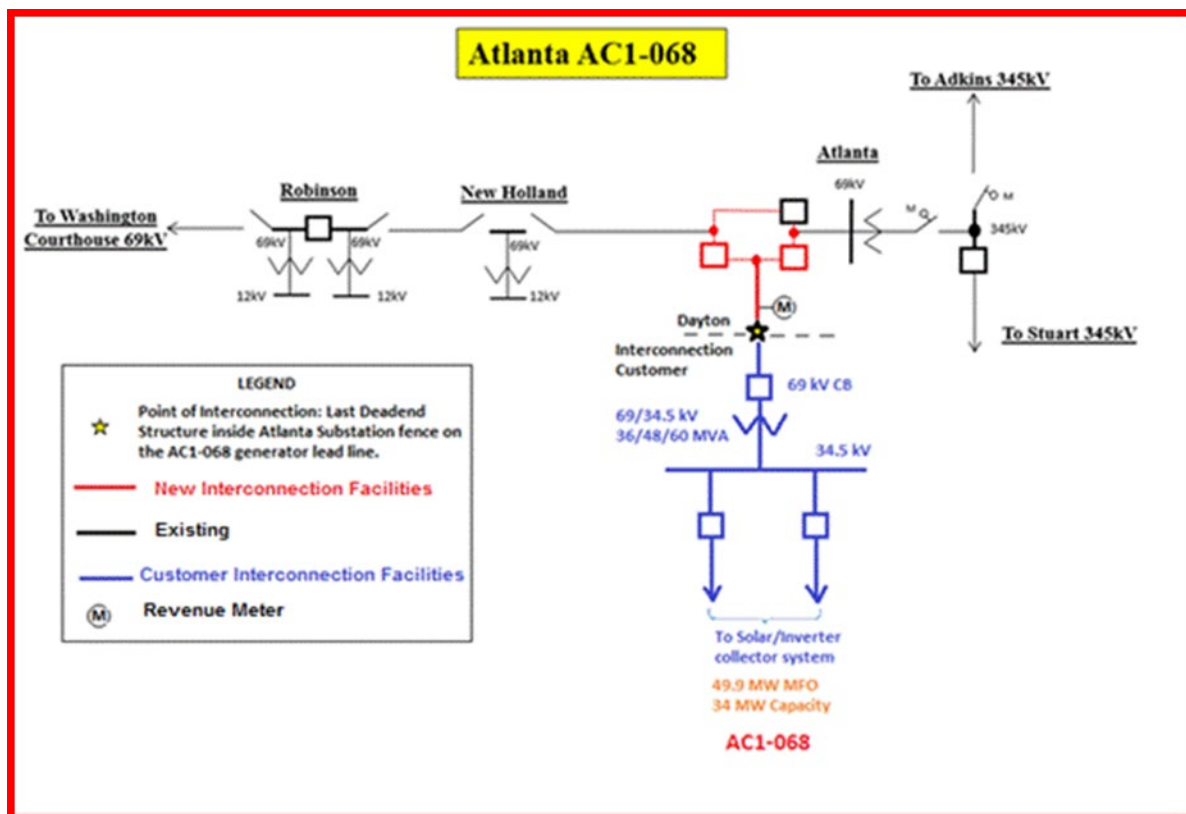 Atlanta AC1-068
To Adkins 345kV
Atlanta
69kV
M
M
345kV
To Stuart 345kV
Robinson
New Holland
To Washington
Courthouse 69kV
69kV
69kV
69kV
12kV
12kV
12kV
M
Dayton
Interconnection
Customer
69 kV CB
69/34.5 kV
36/48/60 MVA
34.5 kV
LEGEND
Point of Interconnection: Last Deadend
Structure inside Atlanta Substation fence on
the AC1-068 generator lead line.
New Interconnection Facilities
Existing
Customer Interconnection Facilities
M
Revenue Meter
To Solar/Inverter
collector system
49.9 MW MFO
34 MW Capacity
AC1-068